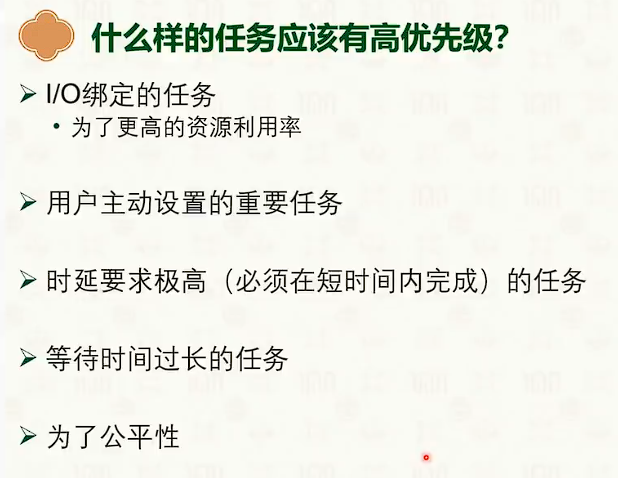 什么样的任务应该有高优先级?
➢ I/O绑定的任务
• 为了更高的资源利用率
➢ 用户主动设置的重要任务
➢ 时延要求极高（必须在短时间内完成）的任务
➢ 等待时间过长的任务
➢ 为了公平性